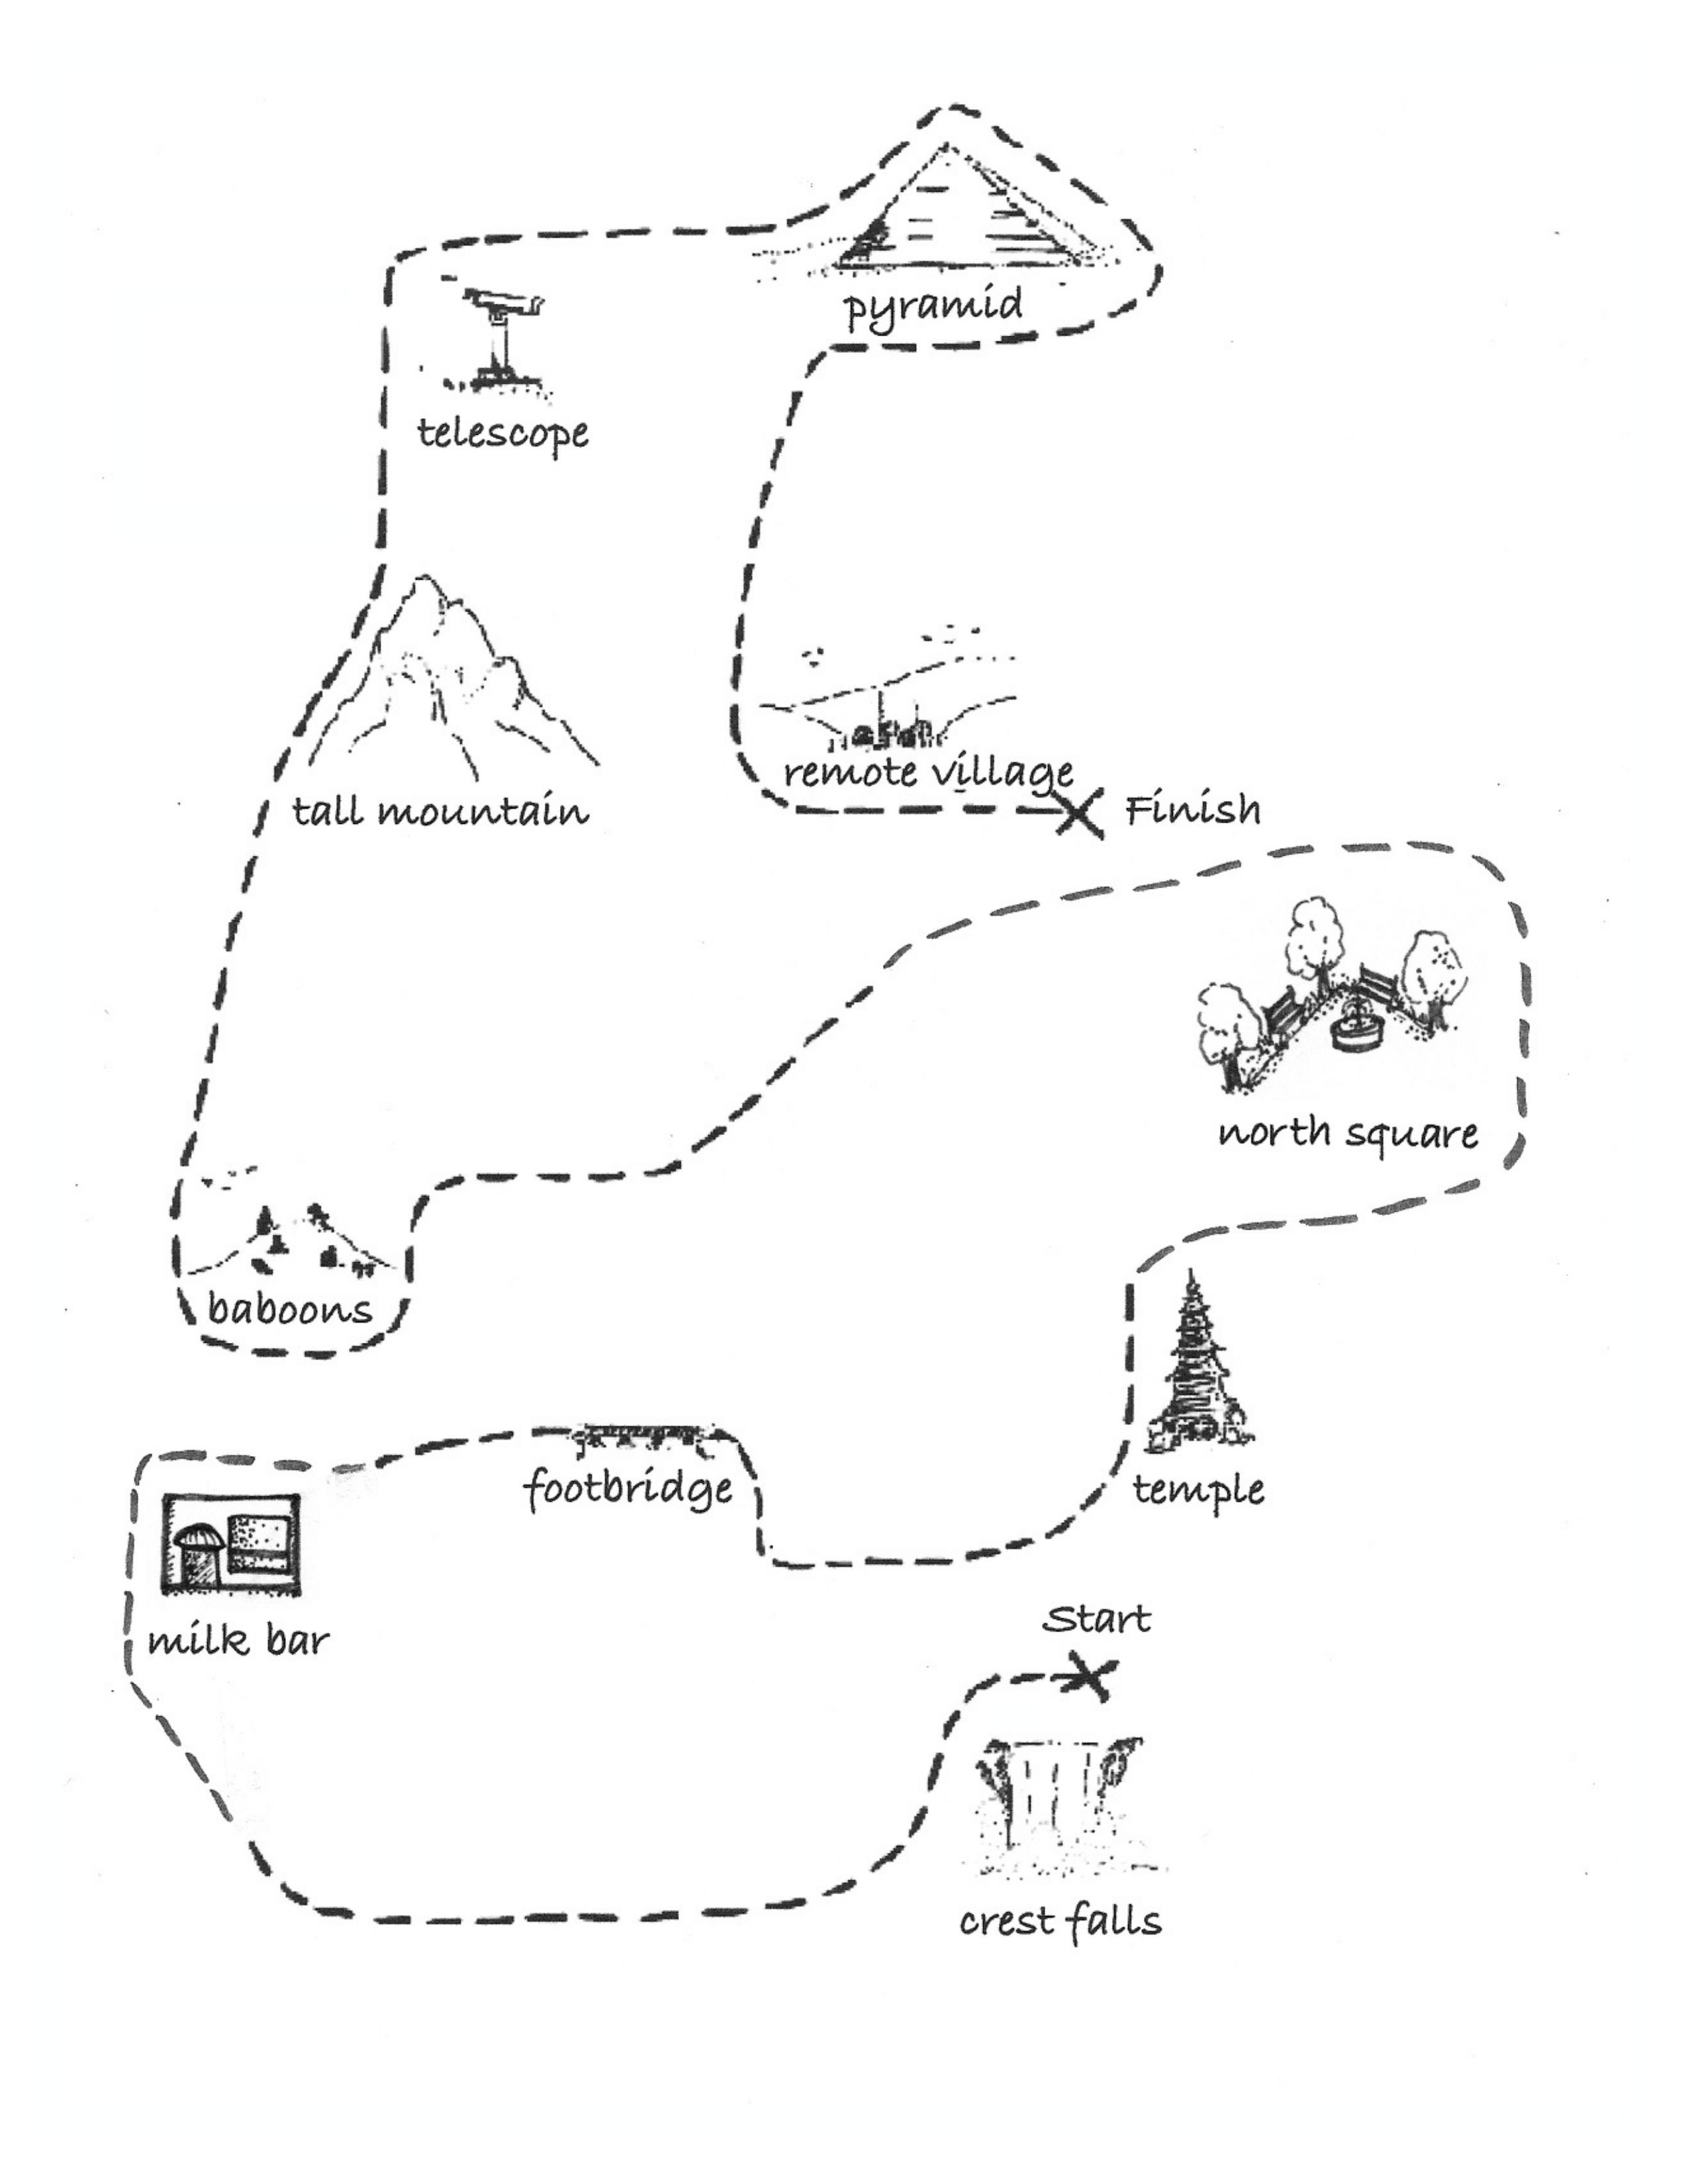 pyramid
telescope
remote village
tall mountain
Finish
north square
baboons
footbridge
temple
milk bar
Start
crest falls